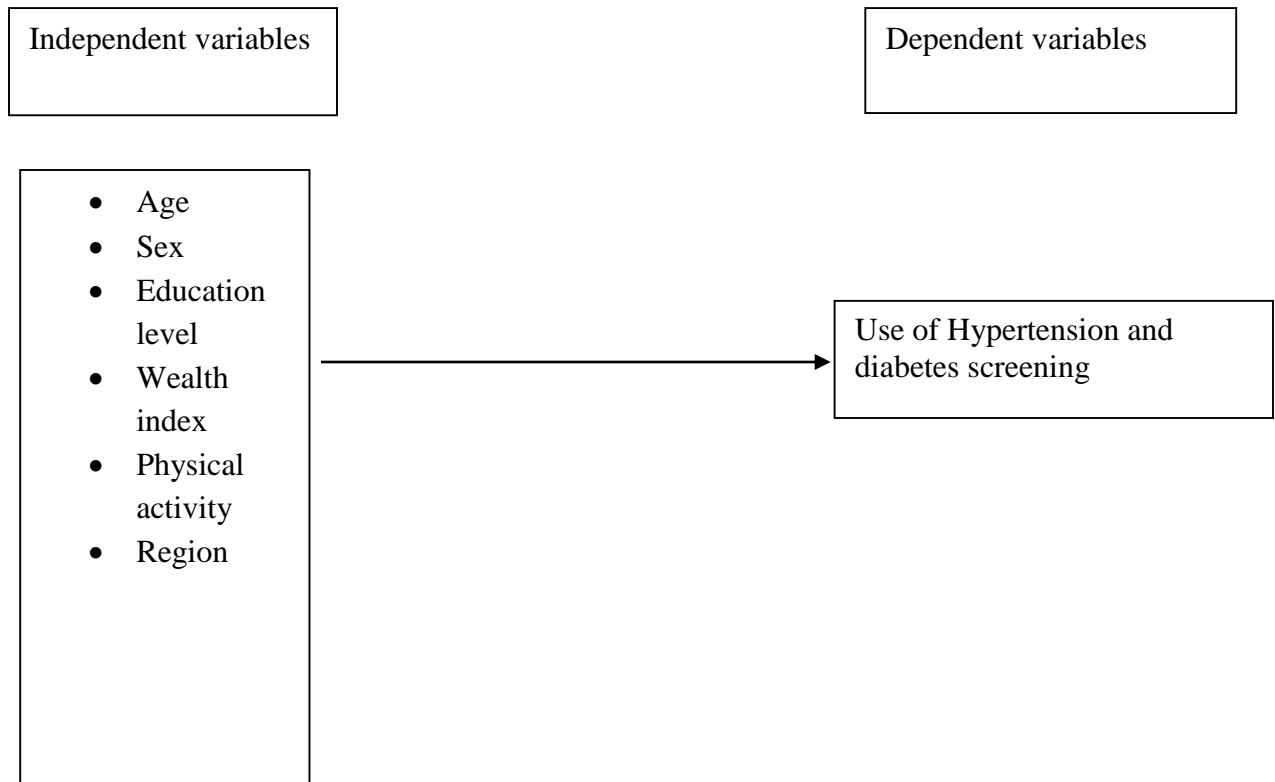 Independent variables
Dependent variables
• Age
• Sex
• Education
level
• Wealth
index
• Physical
activity
• Region
Use of Hypertension and
diabetes screening